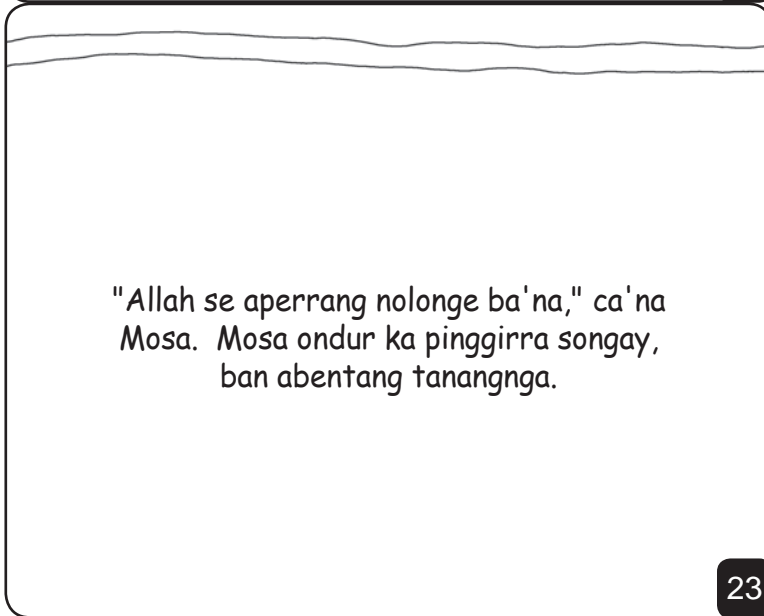 "Allah se aperrang nolonge ba'na," ca'na
Mosa.  Mosa ondur ka pinggirra songay,
ban abentang tanangnga.
23